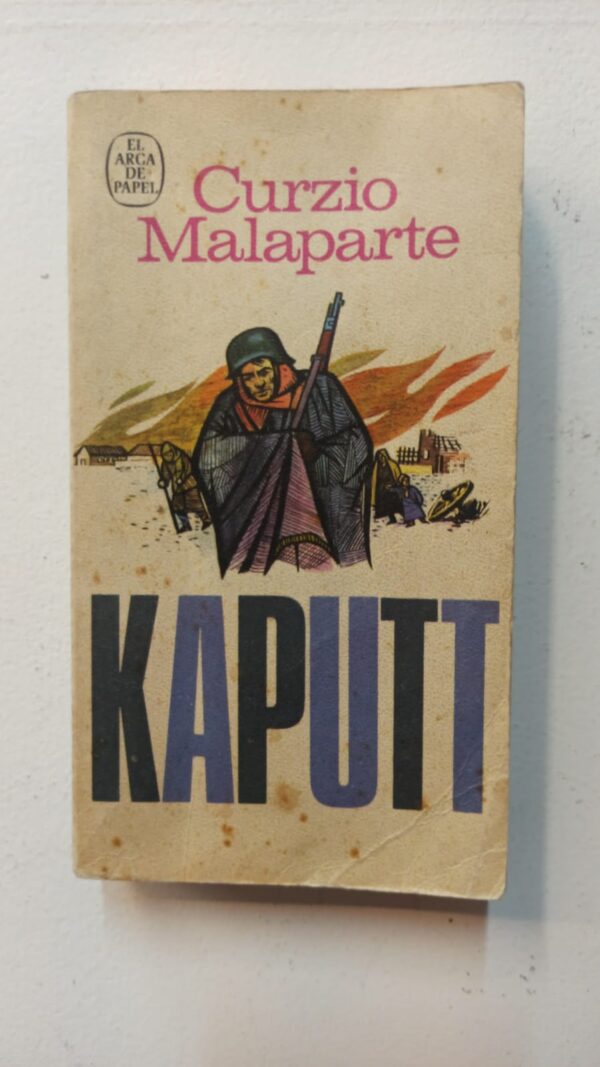 EL
ARCA
DE
PAPEL
Curzio
Malaparte
KAPUTT